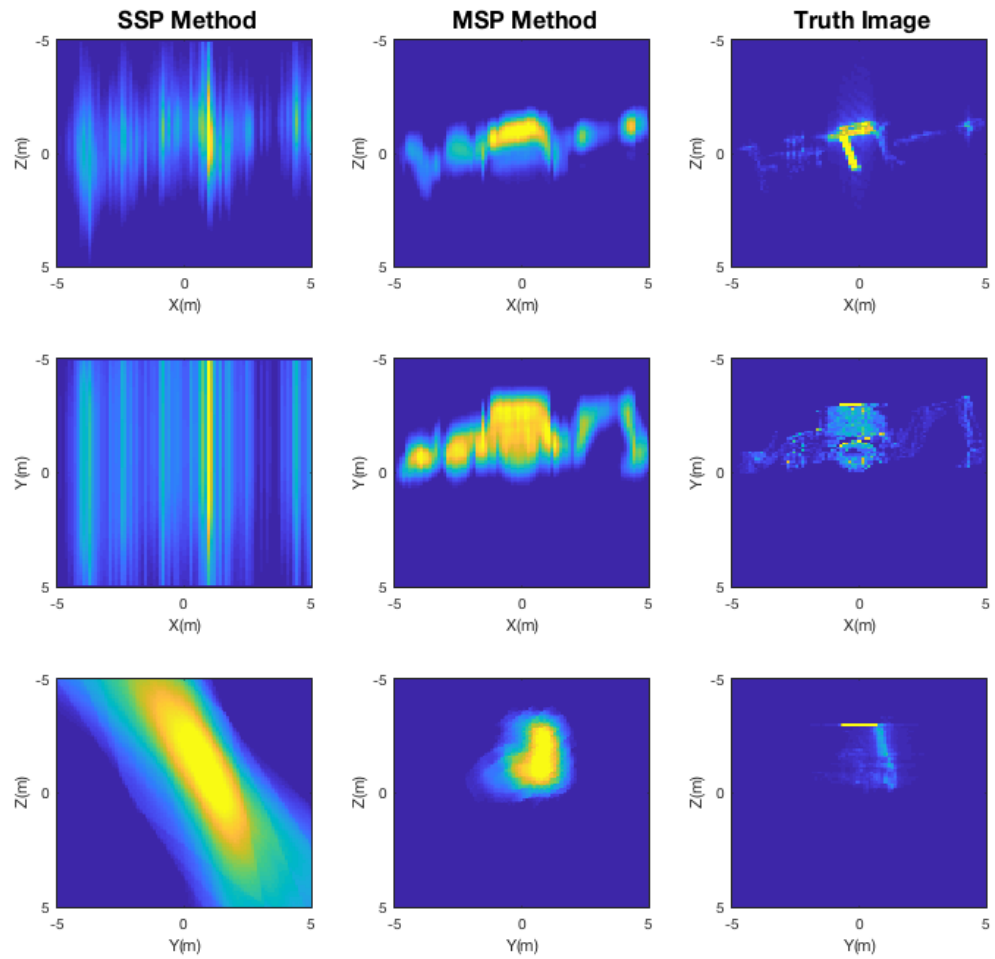 SSP Method MSP Method Truth Image
-5 -5 -5
Z(m) 0 Z(m) 0 Z(m) 0
5 5 5
-5 0 5 -5 0 5 -5 0 5
X(m) X(m) X(m)
-5 -5 -5
Y(m) 0 Y(m) 0 Y(m) 0
5 5 5
-5 0 5 -5 0 5 -5 0 5
X(m) X(m) X(m)
-5 -5 -5
Z(m) 0 Z(m) 0 Z(m) 0
5 5 5
-5 0 5 -5 0 5 -5 0 5
Y(m) Y(m) Y(m)